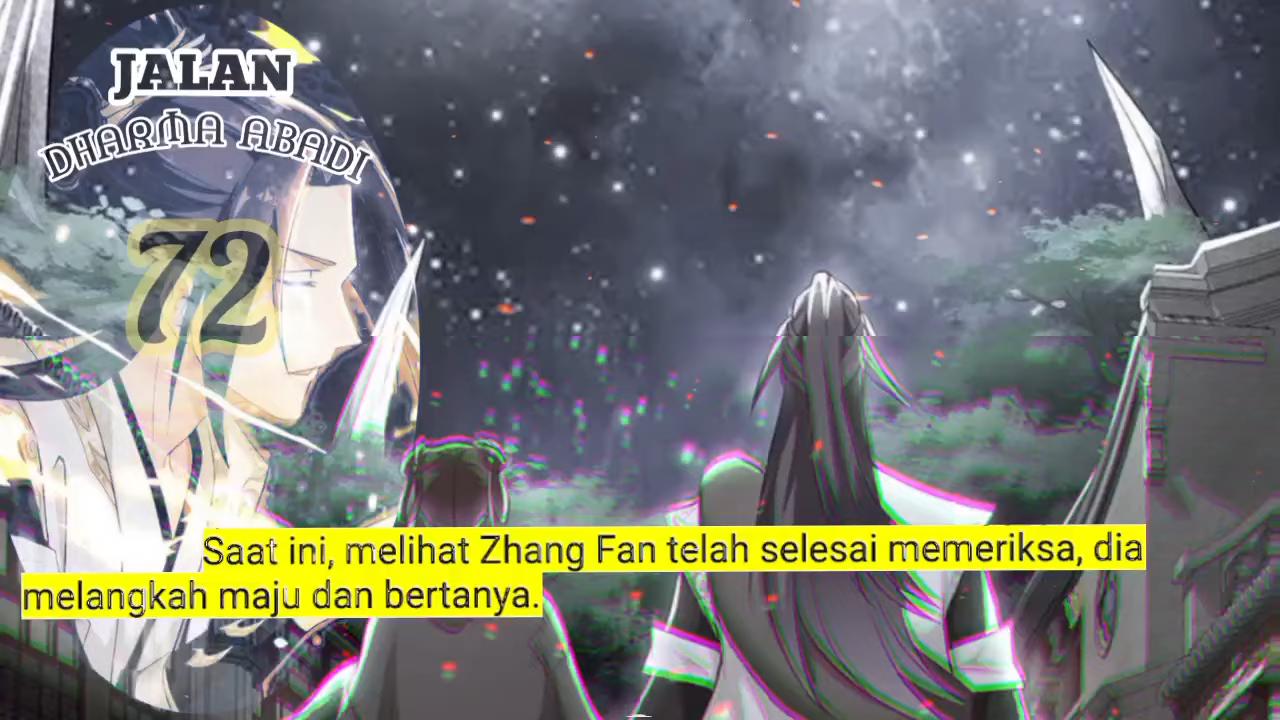 JALAN
DHARMA ABADI
72
Saat ini, melihat Zhang Fan telah selesai memeriksa, dia
melangkah maju dan bertanya.